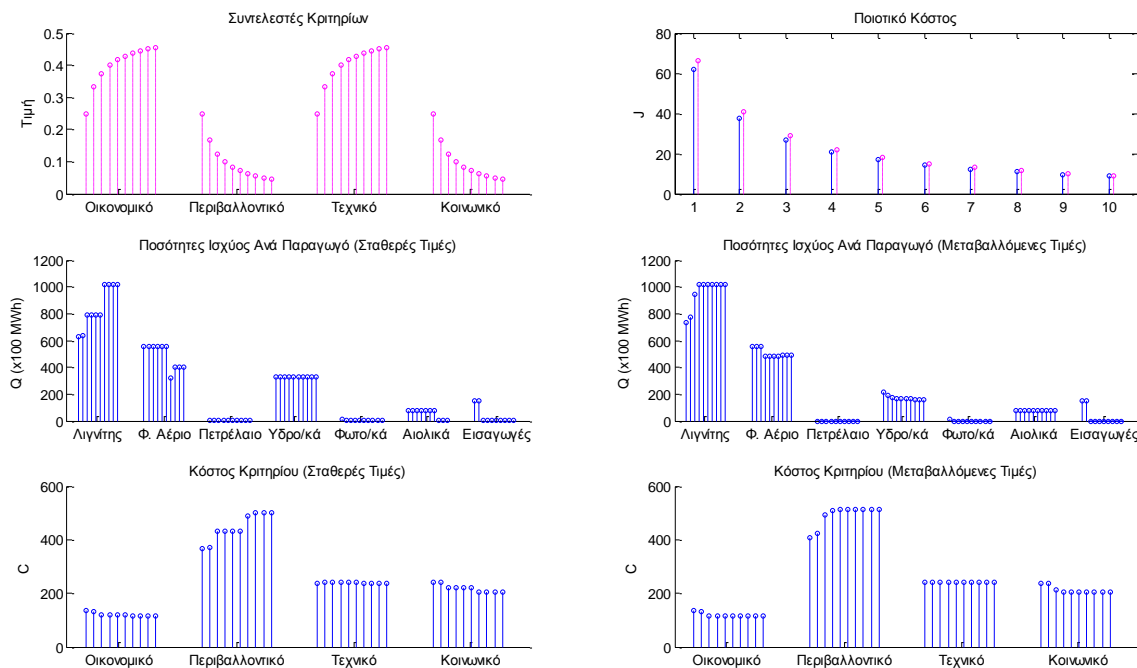 Συντελεστές Κριτηρίων
0.5
0.4
0.3
0.2
0.1
0
Τιμή
Οικονομικό Περιβαλλοντικό Τεχνικό Κοινωνικό
Ποιοτικό Κόστος
80
60
40
20
0
J
1 2 3 4 5 6 7 8 9 10
Ποσότητες Ισχύος Ανά Παραγωγό (Σταθερές Τιμές)
1200
1000
800
600
400
200
0
Q (x100 MWh)
Λιγνίτης Φ. Αέριο Πετρέλαιο Υδρο/κά Φωτο/κά Αιολικά Εισαγωγές
Ποσότητες Ισχύος Ανά Παραγωγό (Μεταβαλλόμενες Τιμές)
1200
1000
800
600
400
200
0
Q (x100 MWh)
Λιγνίτης Φ. Αέριο Πετρέλαιο Υδρο/κά Φωτο/κά Αιολικά Εισαγωγές
Κόστος Κριτηρίου (Σταθερές Τιμές)
600
400
200
0
C
Οικονομικό Περιβαλλοντικό Τεχνικό Κοινωνικό
Κόστος Κριτηρίου (Μεταβαλλόμενες Τιμές)
600
400
200
0
C
Οικονομικό Περιβαλλοντικό Τεχνικό Κοινωνικό